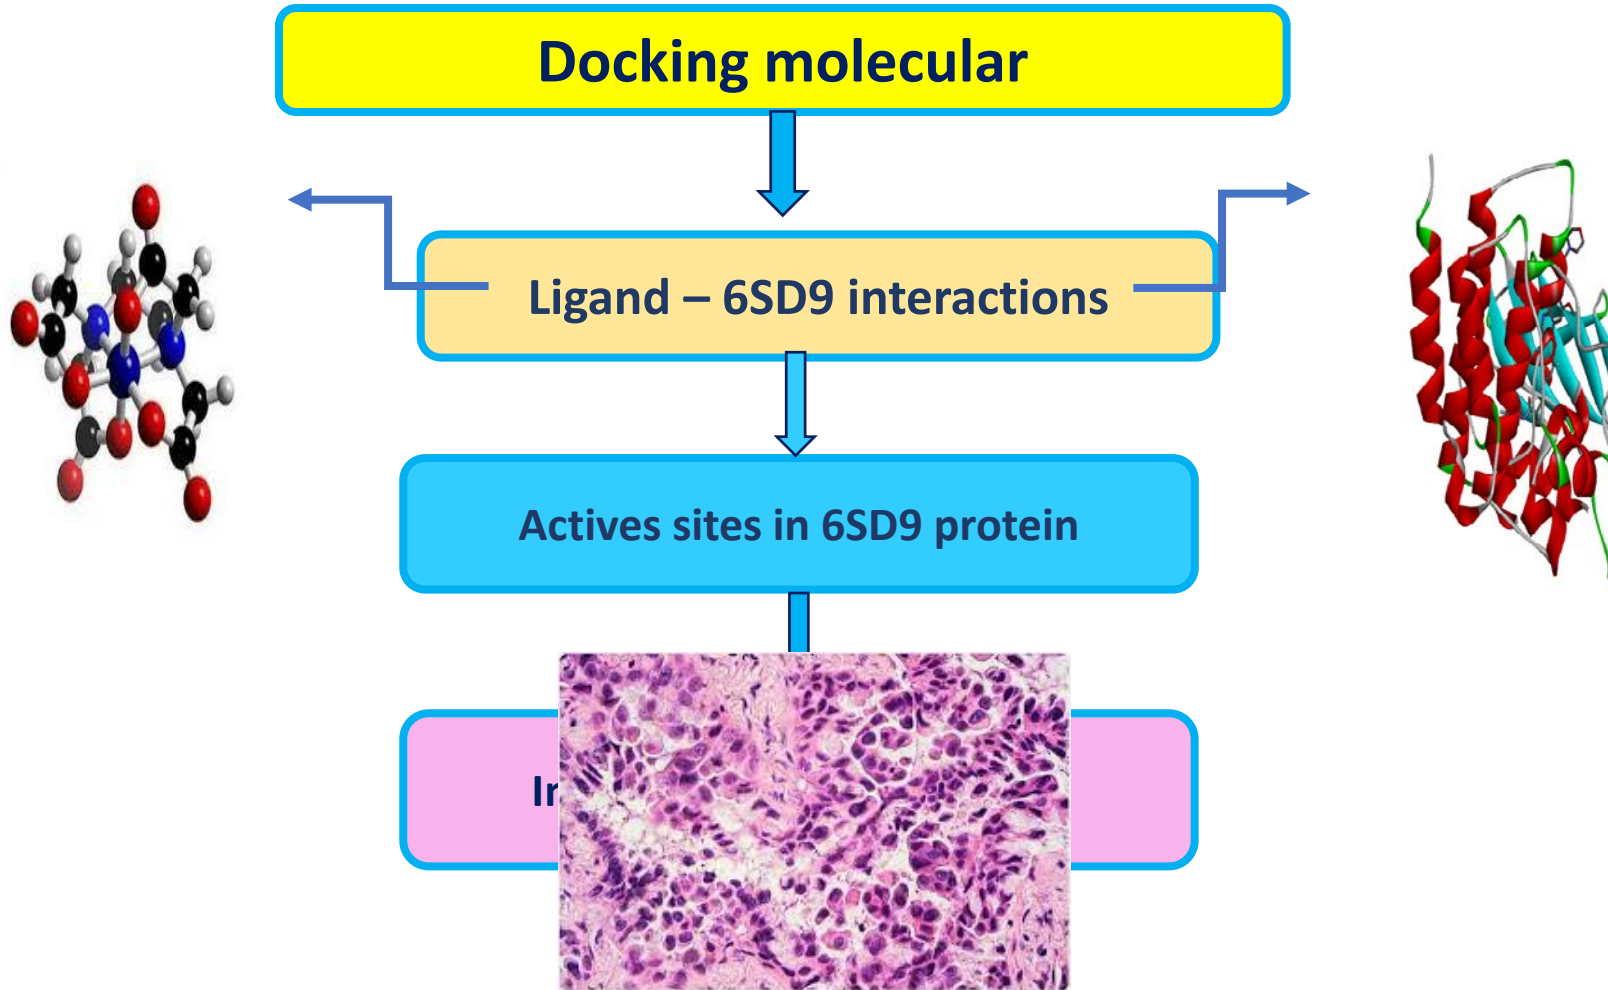 Docking molecular
Ligand – 6SD9 interactions
Actives sites in 6SD9 protein